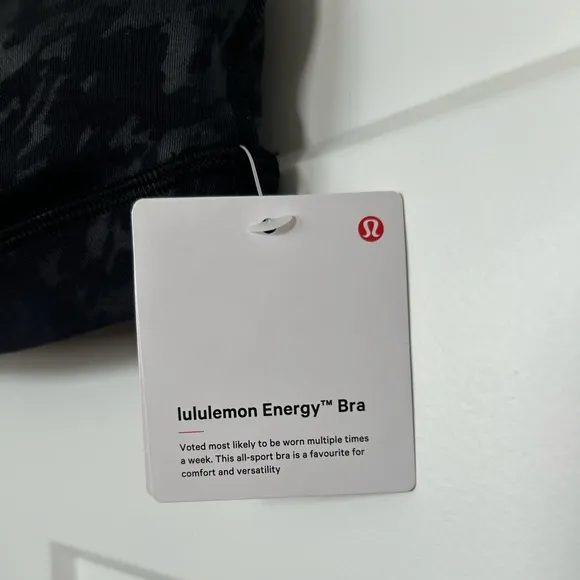 lululemon Energy™ Bra
Voted most likely to be worn multiple times
a week. This all-sport bra is a favourite for
comfort and versatility